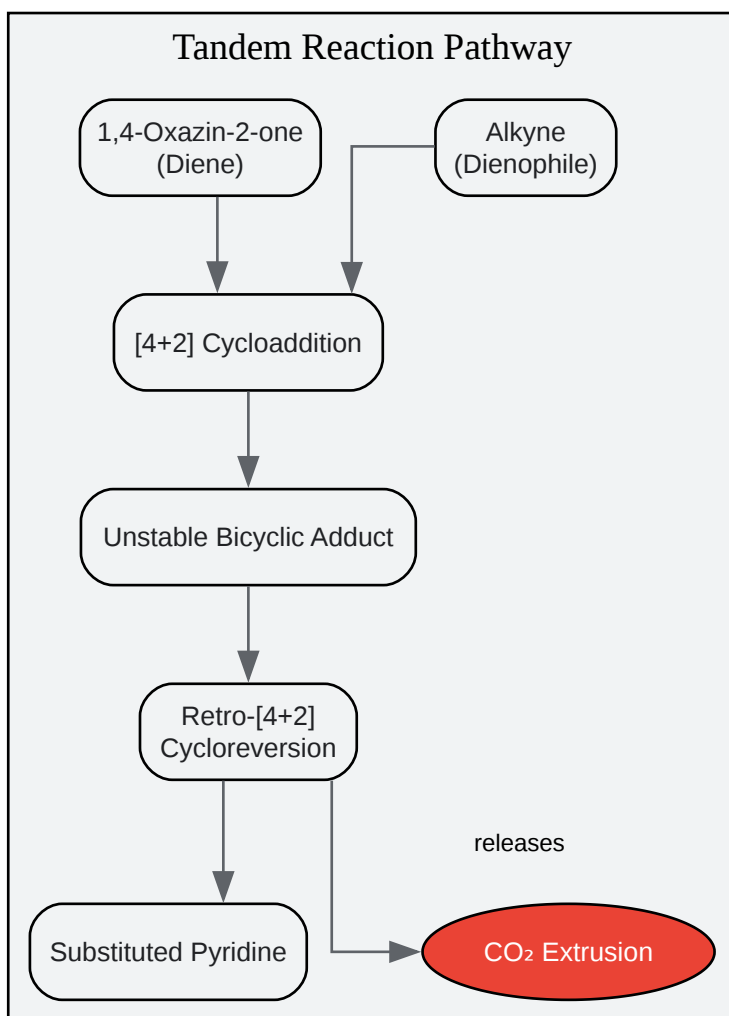 Tandem Reaction Pathway
1,4-Oxazin-2-one
(Diene)
Alkyne
(Dienophile)
[4+2] Cycloaddition
Unstable Bicyclic Adduct
Retro-[4+2]
Cycloreversion
releases
Substituted Pyridine
CO₂ Extrusion